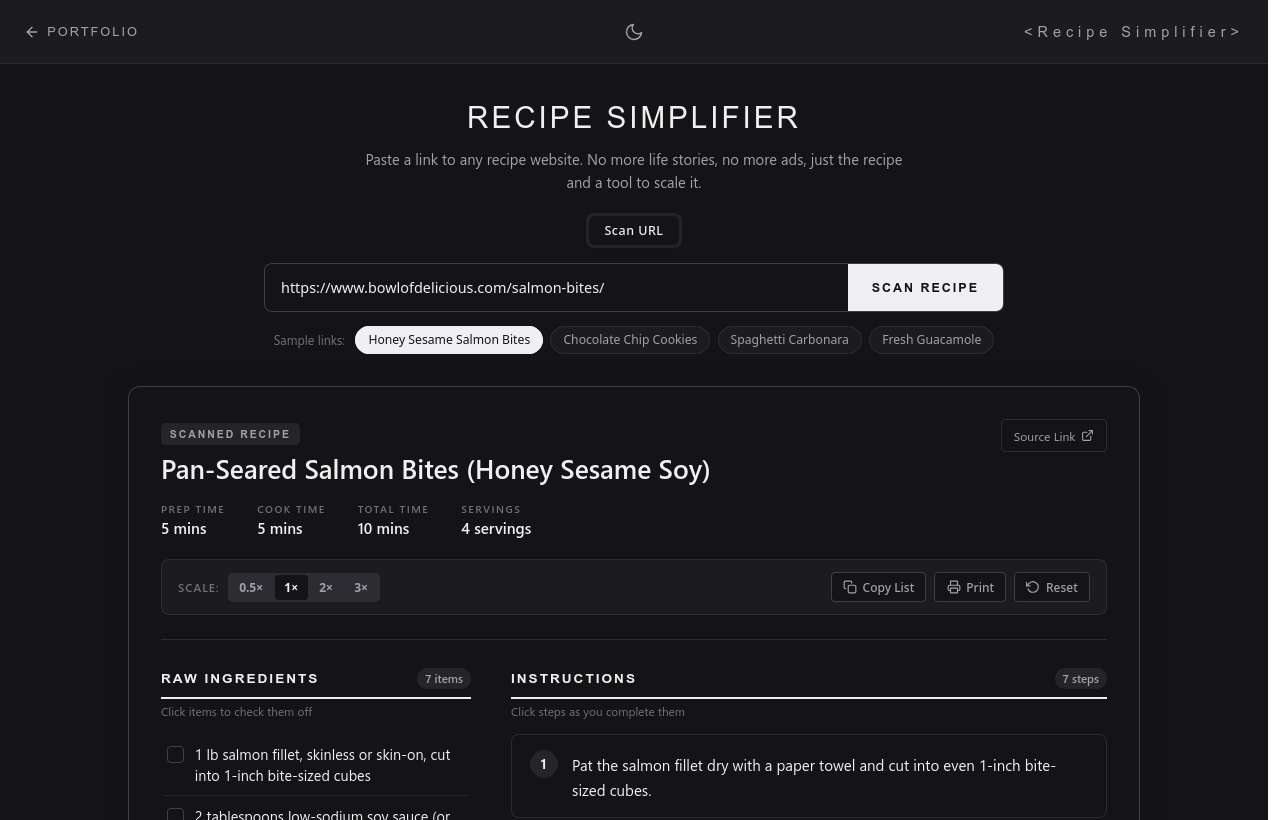 PORTFOLIO
<Recipe Simplifier>
RECIPE SIMPLIFIER
Paste a link to any recipe website. No more life stories, no more ads, just the recipe
and a tool to scale it.
Scan URL
https://www.bowlofdelicious.com/salmon-bites/
SCAN RECIPE
Sample links:
Honey Sesame Salmon Bites
Chocolate Chip Cookies
Spaghetti Carbonara
Fresh Guacamole
SCANNED RECIPE
Source Link
Pan-Seared Salmon Bites (Honey Sesame Soy)
PREP TIME
5 mins
COOK TIME
5 mins
TOTAL TIME
10 mins
SERVINGS
4 servings
SCALE:
0.5×
1×
2×
3×
Copy List
Print
Reset
RAW INGREDIENTS
7 items
Click items to check them off
1 lb salmon fillet, skinless or skin-on, cut
into 1-inch bite-sized cubes
2 tablespoons low-sodium soy sauce (or
INSTRUCTIONS
7 steps
Click steps as you complete them
1
Pat the salmon fillet dry with a paper towel and cut into even 1-inch bite-
sized cubes.